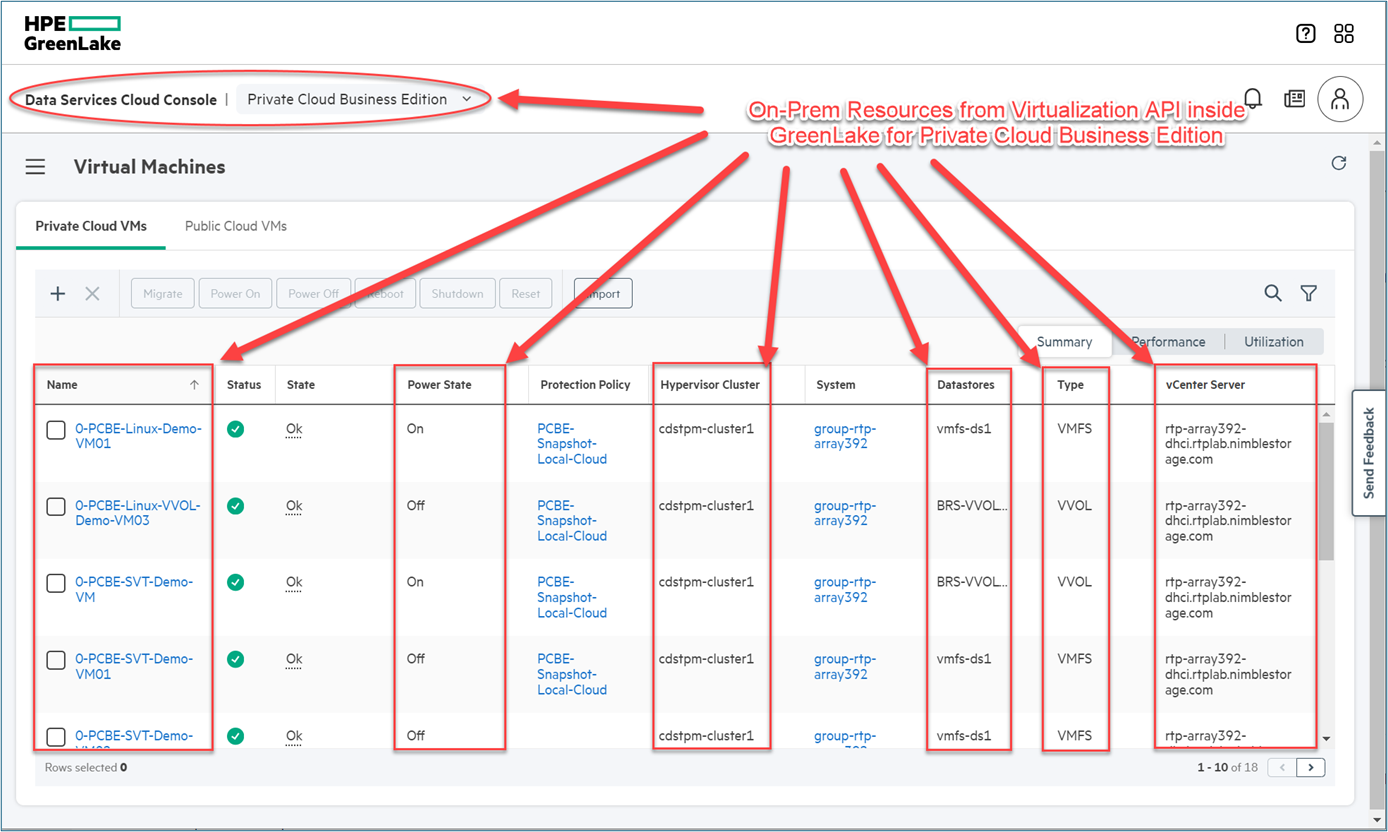 HPE
GreenLake
Data Services Cloud Console | Private Cloud Business Edition
On-Prem Resources from Virtualization API inside
GreenLake for Private Cloud Business Edition
Virtual Machines
Private Cloud VMs Public Cloud VMs
Migrate Power On Power Off Reboot Shutdown Reset Import
Summary Performance Utilization
Name Status State Power State Protection Policy Hypervisor Cluster System Datastores Type vCenter Server
0-PCBE-Linux-Demo- Ok On PCBE- cdstpm-cluster1 group-rtp- vmfs-ds1 VMFS rtp-array392-
VM01 Snapshot- array392 dhci.rtplab.nimblestor
Local-Cloud age.com
0-PCBE-Linux-VVOL- Ok Off PCBE- cdstpm-cluster1 group-rtp- BRS-VVOL... VVOL rtp-array392-
Demo-VM03 Snapshot- array392 dhci.rtplab.nimblestor
Local-Cloud age.com
0-PCBE-SVT-Demo- Ok On PCBE- cdstpm-cluster1 group-rtp- BRS-VVOL... VVOL rtp-array392-
VM Snapshot- array392 dhci.rtplab.nimblestor
Local-Cloud age.com
0-PCBE-SVT-Demo- Ok Off PCBE- cdstpm-cluster1 group-rtp- vmfs-ds1 VMFS rtp-array392-
VM01 Snapshot- array392 dhci.rtplab.nimblestor
Local-Cloud age.com
0-PCBE-SVT-Demo- Ok Off cdstpm-cluster1 group-rtp- vmfs-ds1 VMFS rtp-array392-
Rows selected 0 1 - 10 of 18
Send Feedback